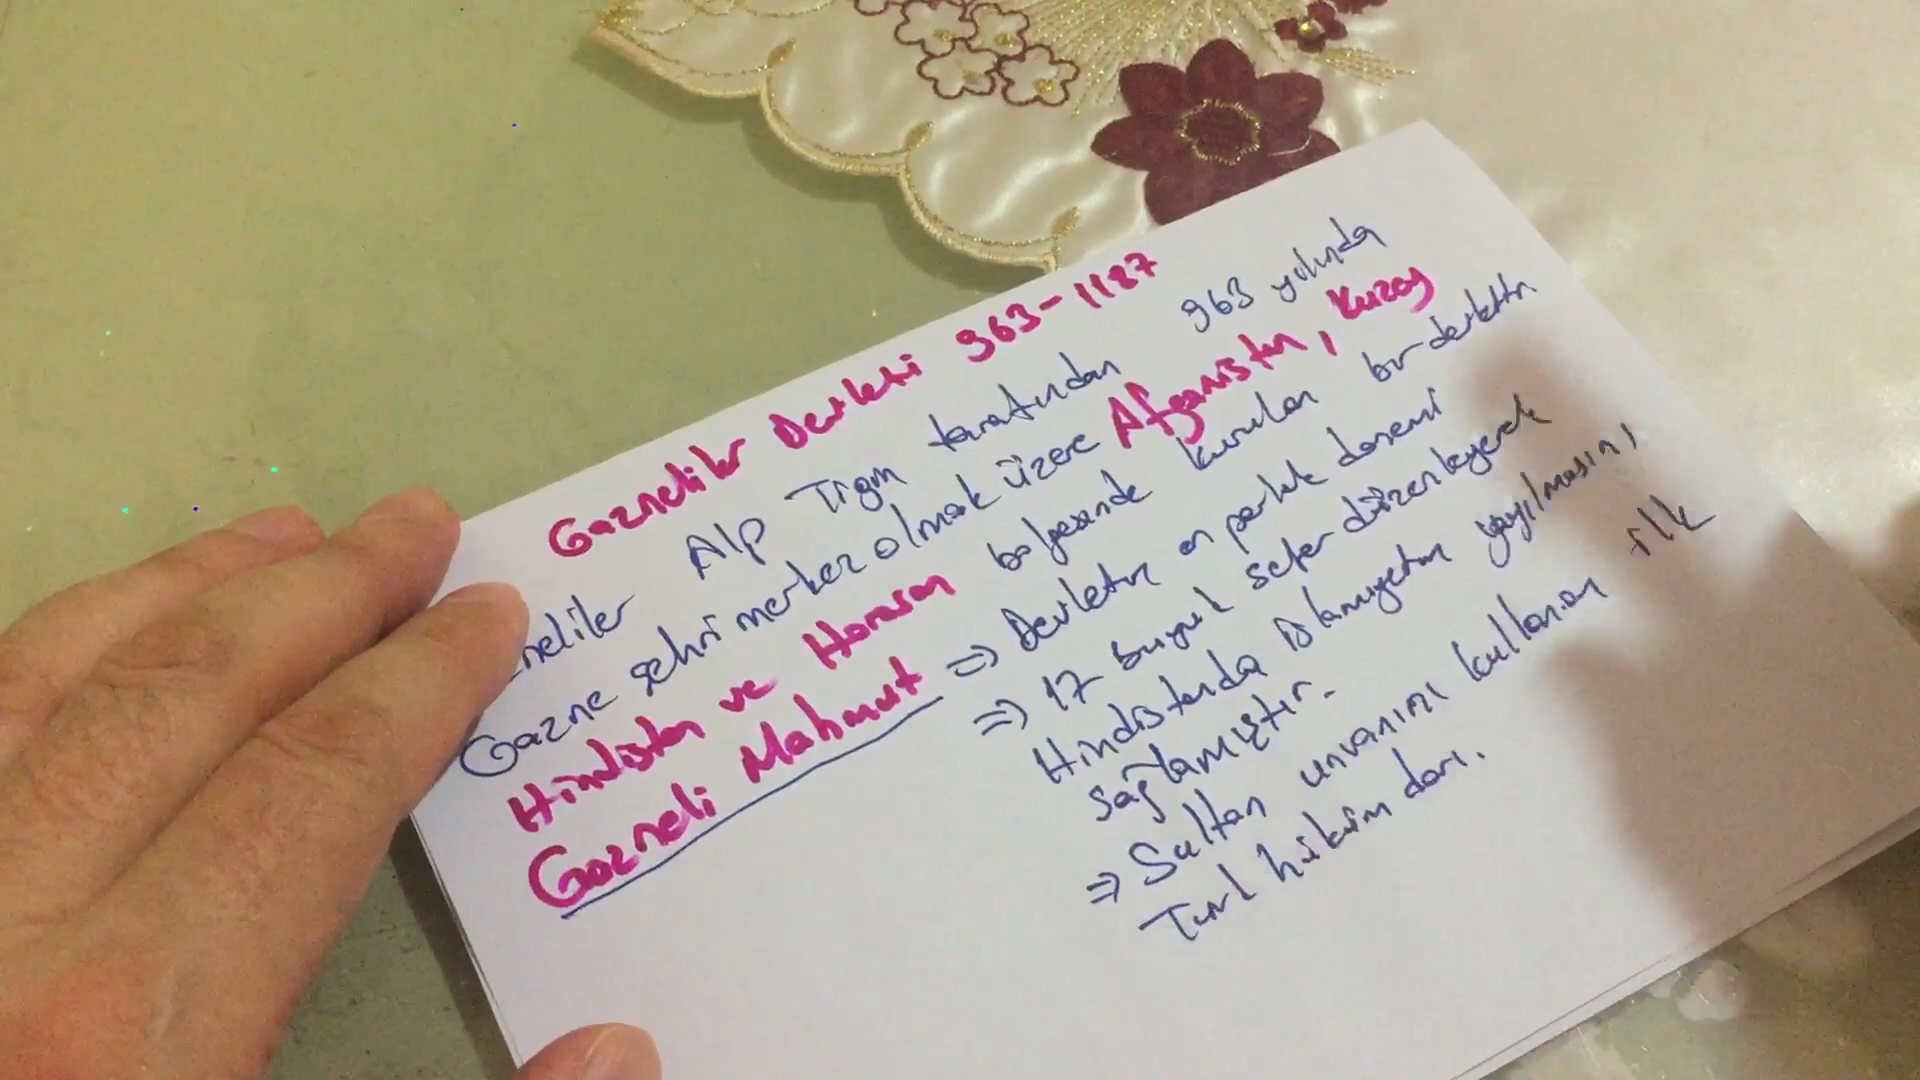 Gazneliler Devleti 963-1187
neliler Alp Tigin tarafından 963 yılında
Gazne şehri merkez olmak üzere Afganistan, Kuzey
Hindistan ve Horasan bölgesinde kurulan bir devlettir
Gazneli Mahmut => Devletin en parlak dönemi
=> 17 büyük sefer düzenleyerek
Hindistanda İslamiyetin yayılmasını
sağlamıştır.
=> Sultan unvanını kullanan ilk
Türk hükümdarı.